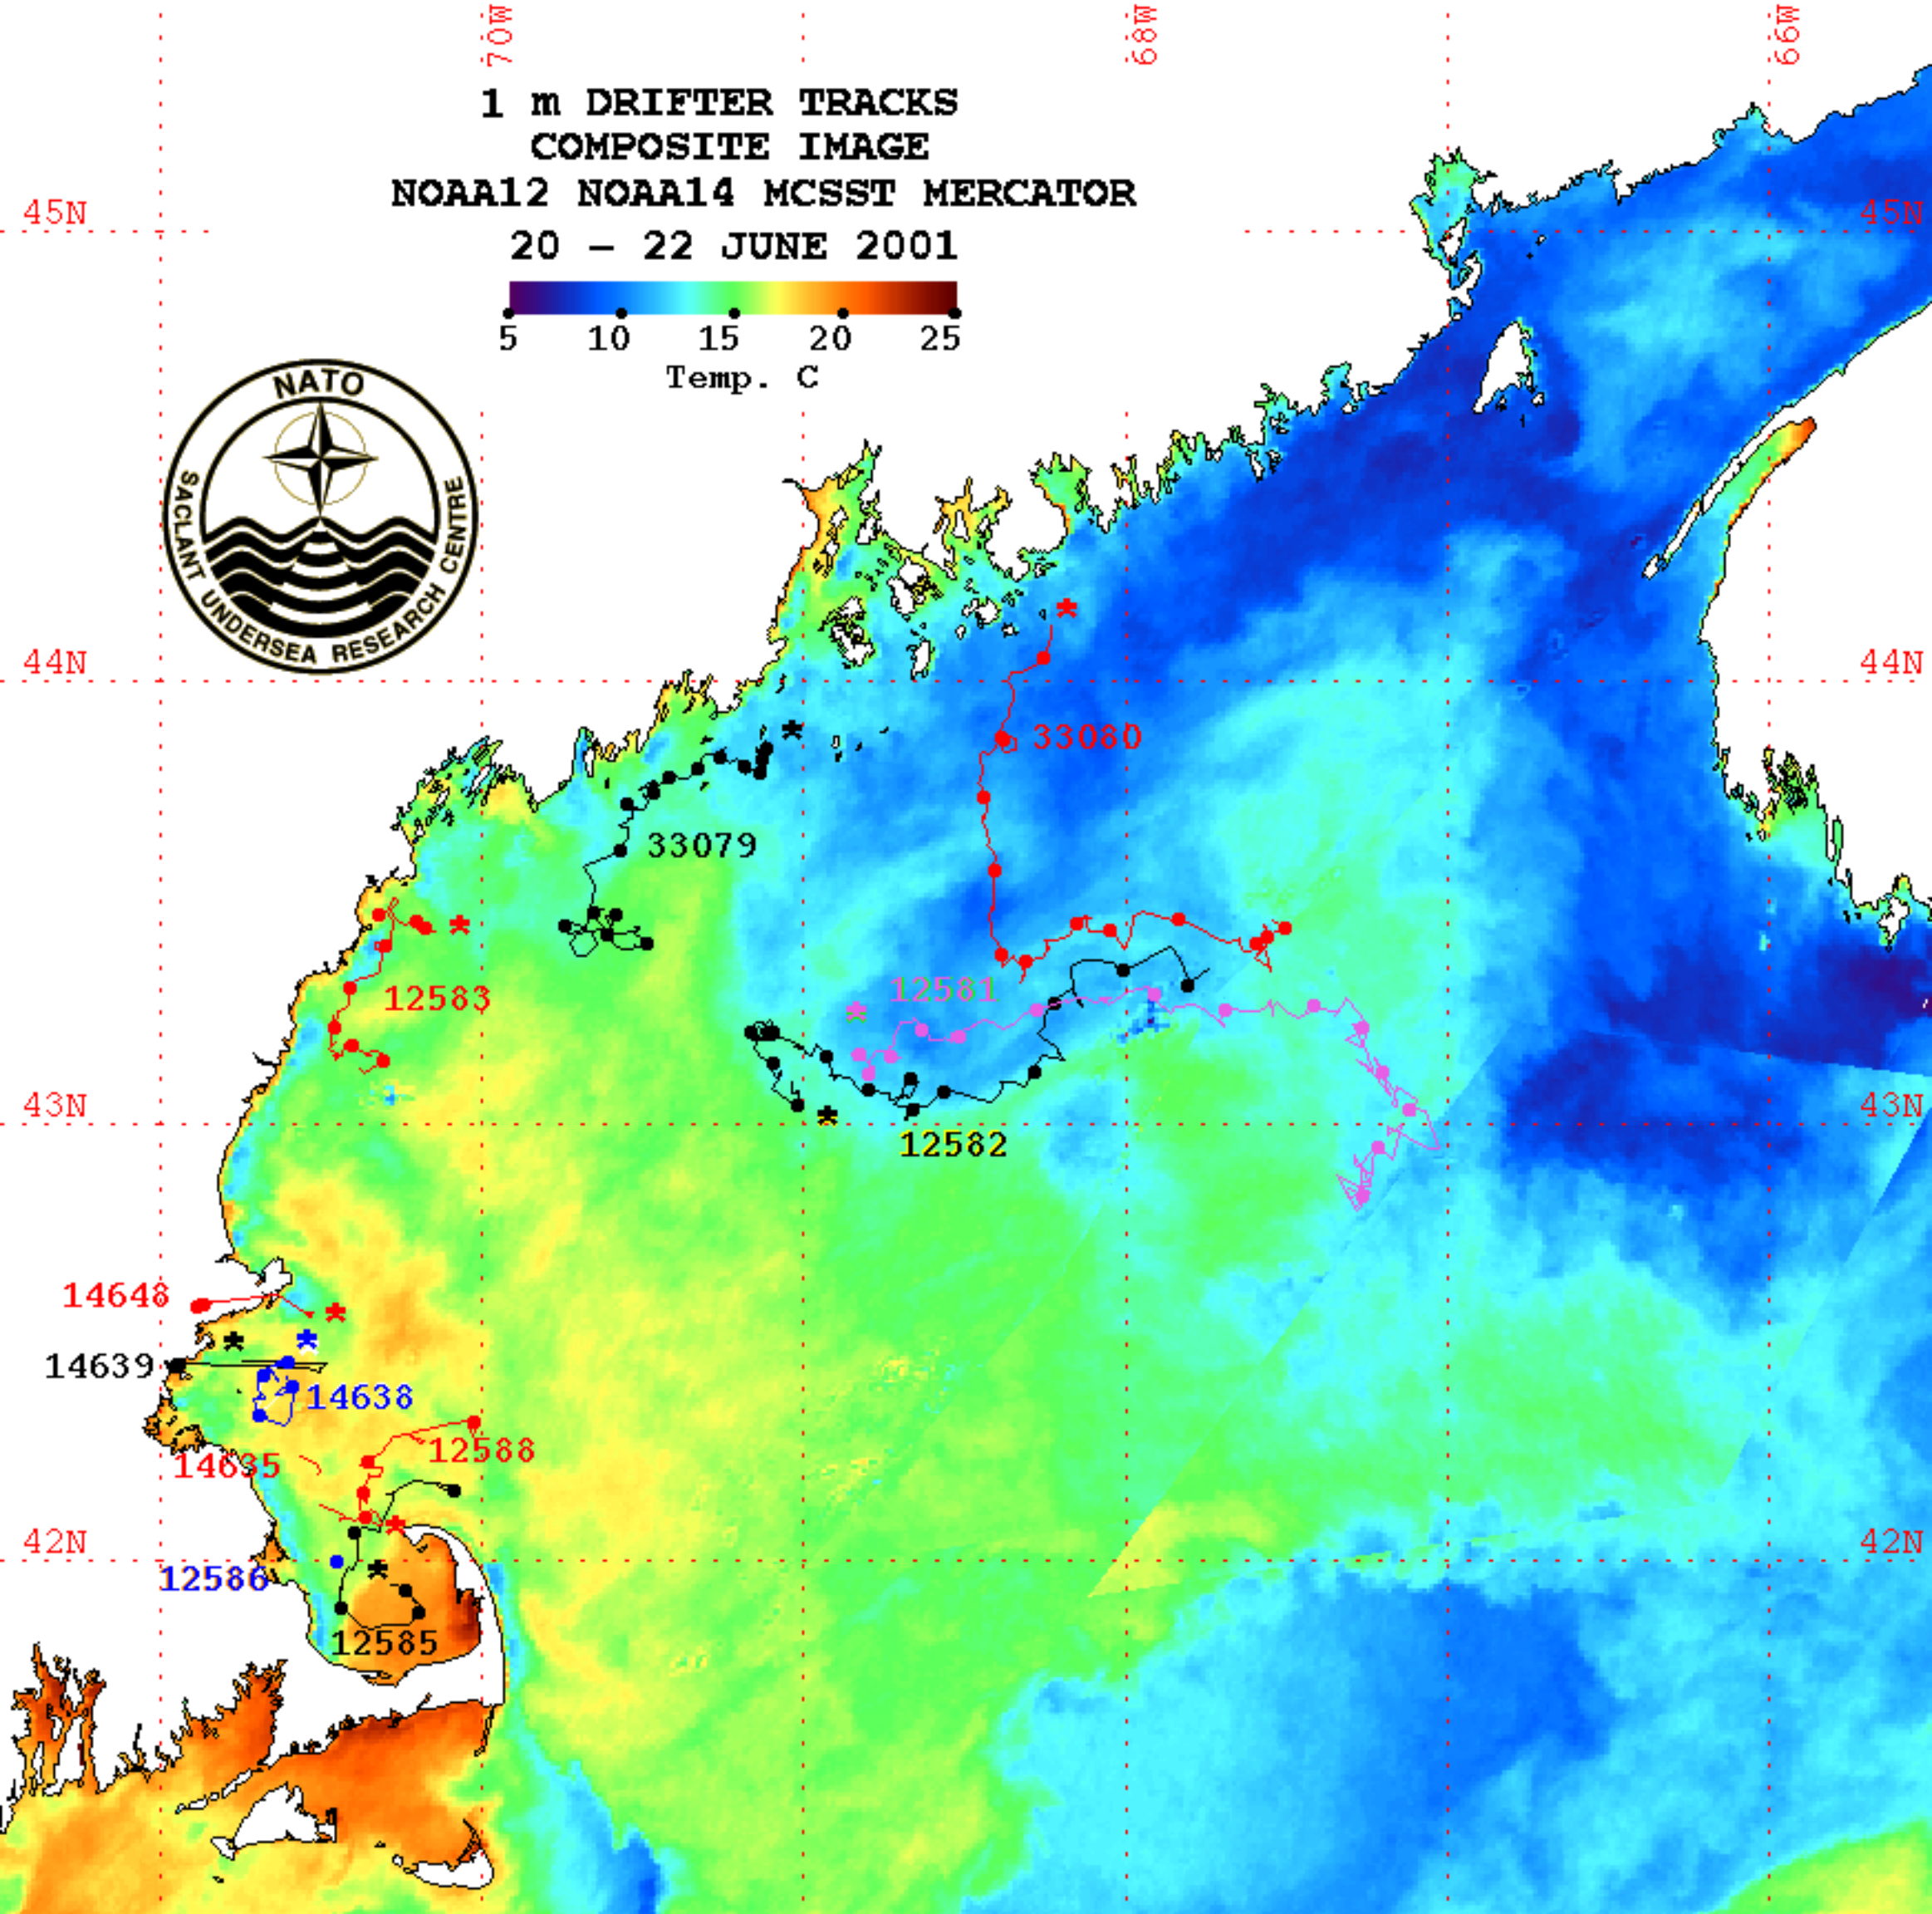 70W
68W
66W
1 m DRIFTER TRACKS
COMPOSITE IMAGE
NOAA12 NOAA14 MCSST MERCATOR
20 – 22 JUNE 2001
5 10 15 20 25
Temp. C
45N
45N
NATO
SACLANT UNDERSEA RESEARCH CENTRE
44N
44N
33080
33079
12581
12583
43N
43N
12582
14648
14639
14638
12588
14635
42N
42N
12586
12585